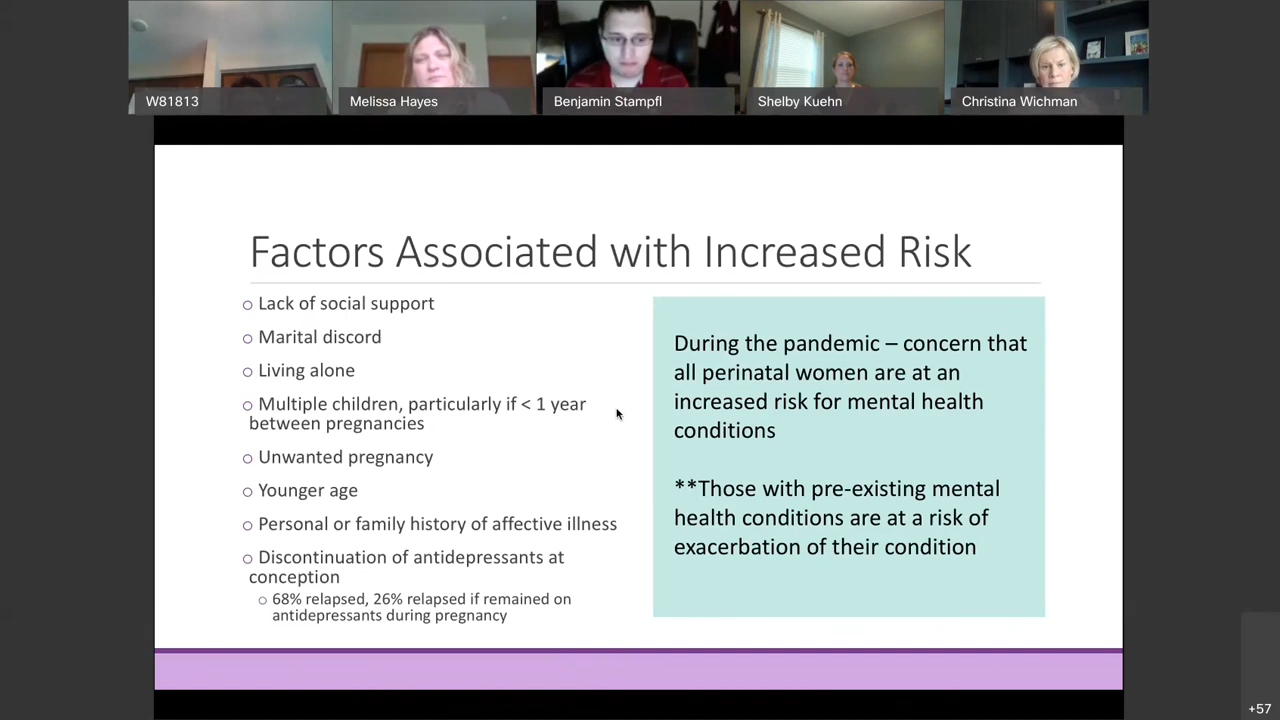 W81813
Melissa Hayes
Benjamin Stampfl
Shelby Kuehn
Christina Wichman
Factors Associated with Increased Risk
Lack of social support
Marital discord
Living alone
Multiple children, particularly if < 1 year
between pregnancies
Unwanted pregnancy
Younger age
Personal or family history of affective illness
Discontinuation of antidepressants at
conception
68% relapsed, 26% relapsed if remained on
antidepressants during pregnancy
During the pandemic – concern that
all perinatal women are at an
increased risk for mental health
conditions
**Those with pre-existing mental
health conditions are at a risk of
exacerbation of their condition
+57